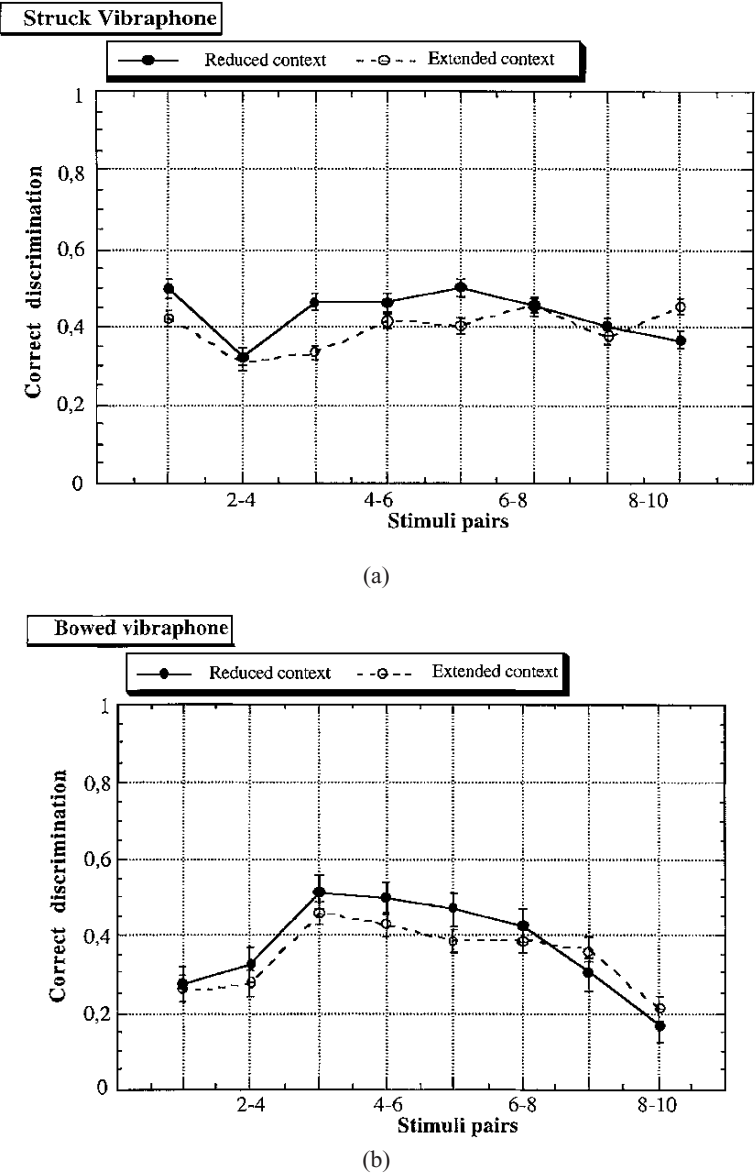 Struck Vibraphone
Reduced context Extended context
1
0,8
0,6
0,4
0,2
0
Correct discrimination
2-4 4-6 6-8 8-10
Stimuli pairs
(a)
Bowed vibraphone
Reduced context Extended context
1
0,8
0,6
0,4
0,2
0
Correct discrimination
2-4 4-6 6-8 8-10
Stimuli pairs
(b)